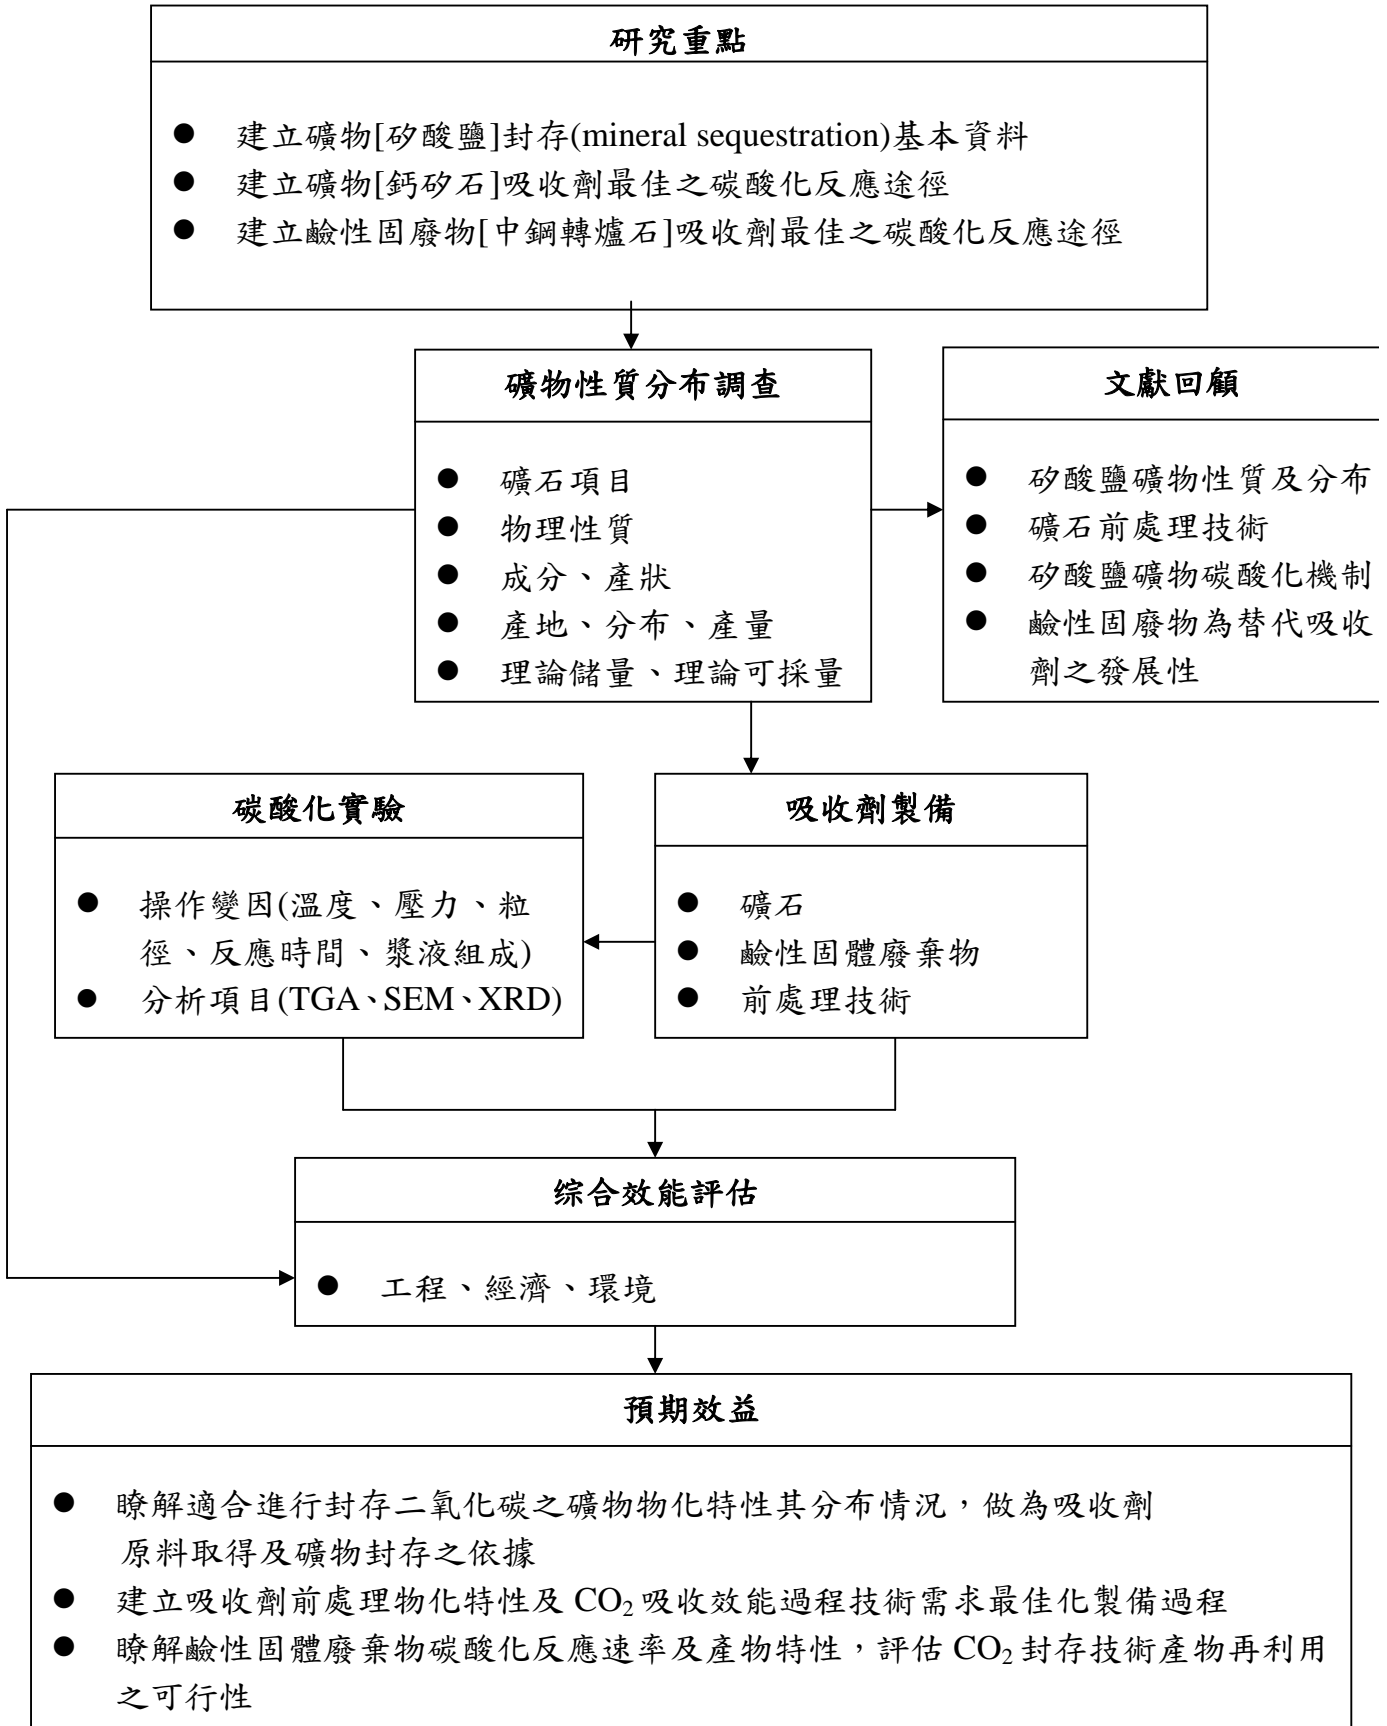 研究重點
● 建立礦物[矽酸鹽]封存(mineral sequestration)基本資料
● 建立礦物[鈣矽石]吸收劑最佳之碳酸化反應途徑
● 建立鹼性固廢物[中鋼轉爐石]吸收劑最佳之碳酸化反應途徑
礦物性質分布調查
● 礦石項目
● 物理性質
● 成分、產狀
● 產地、分布、產量
● 理論儲量、理論可採量
文獻回顧
● 矽酸鹽礦物性質及分布
● 礦石前處理技術
● 矽酸鹽礦物碳酸化機制
● 鹼性固廢物為替代吸收
劑之發展性
碳酸化實驗
● 操作變因(溫度、壓力、粒
徑、反應時間、漿液組成)
● 分析項目(TGA、SEM、XRD)
吸收劑製備
● 礦石
● 鹼性固體廢棄物
● 前處理技術
综合效能評估
● 工程、經濟、環境
預期效益
● 瞭解適合進行封存二氧化碳之礦物物化特性其分布情況，做為吸收劑
原料取得及礦物封存之依據
● 建立吸收劑前處理物化特性及 CO₂ 吸收效能過程技術需求最佳化製備過程
● 瞭解鹼性固體廢棄物碳酸化反應速率及產物特性，評估 CO₂ 封存技術產物再利用
之可行性